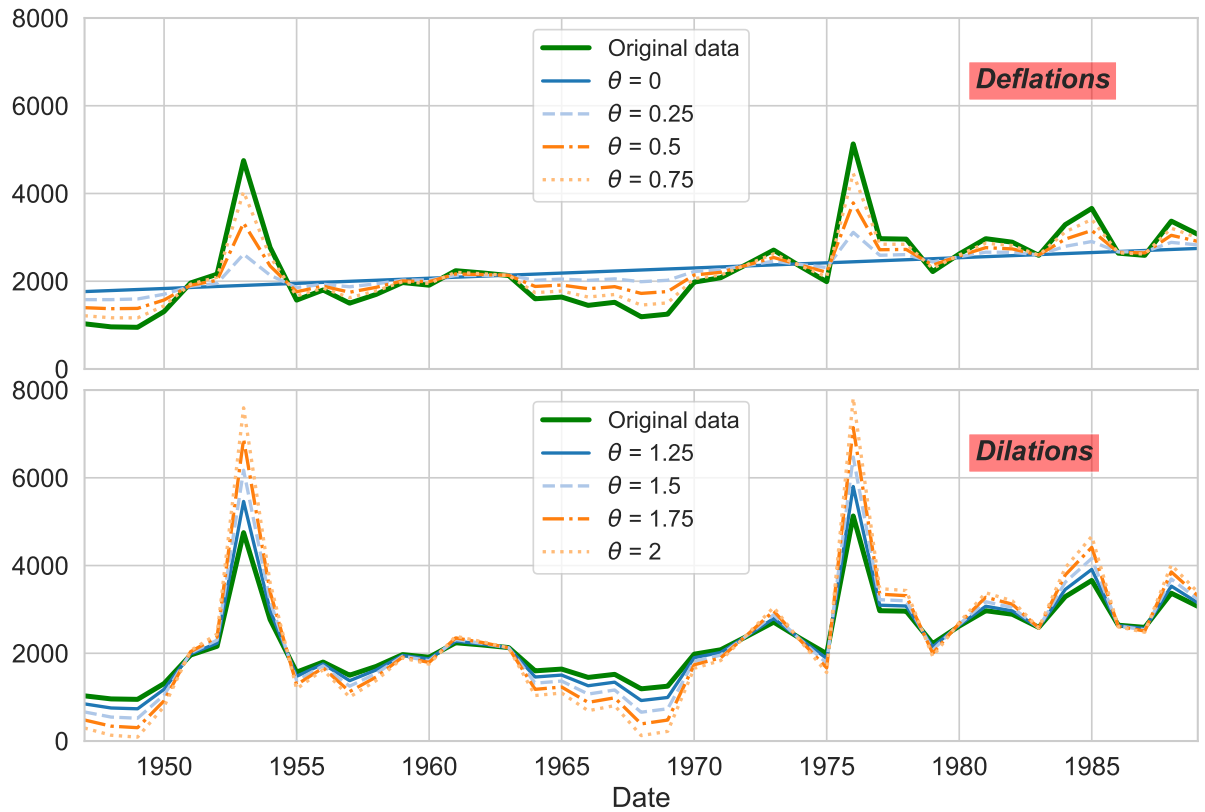 8000
6000
4000
2000
0
Original data
θ = 0
θ = 0.25
θ = 0.5
θ = 0.75
Deflations
8000
6000
4000
2000
0
Original data
θ = 1.25
θ = 1.5
θ = 1.75
θ = 2
Dilations
1950 1955 1960 1965 1970 1975 1980 1985
Date